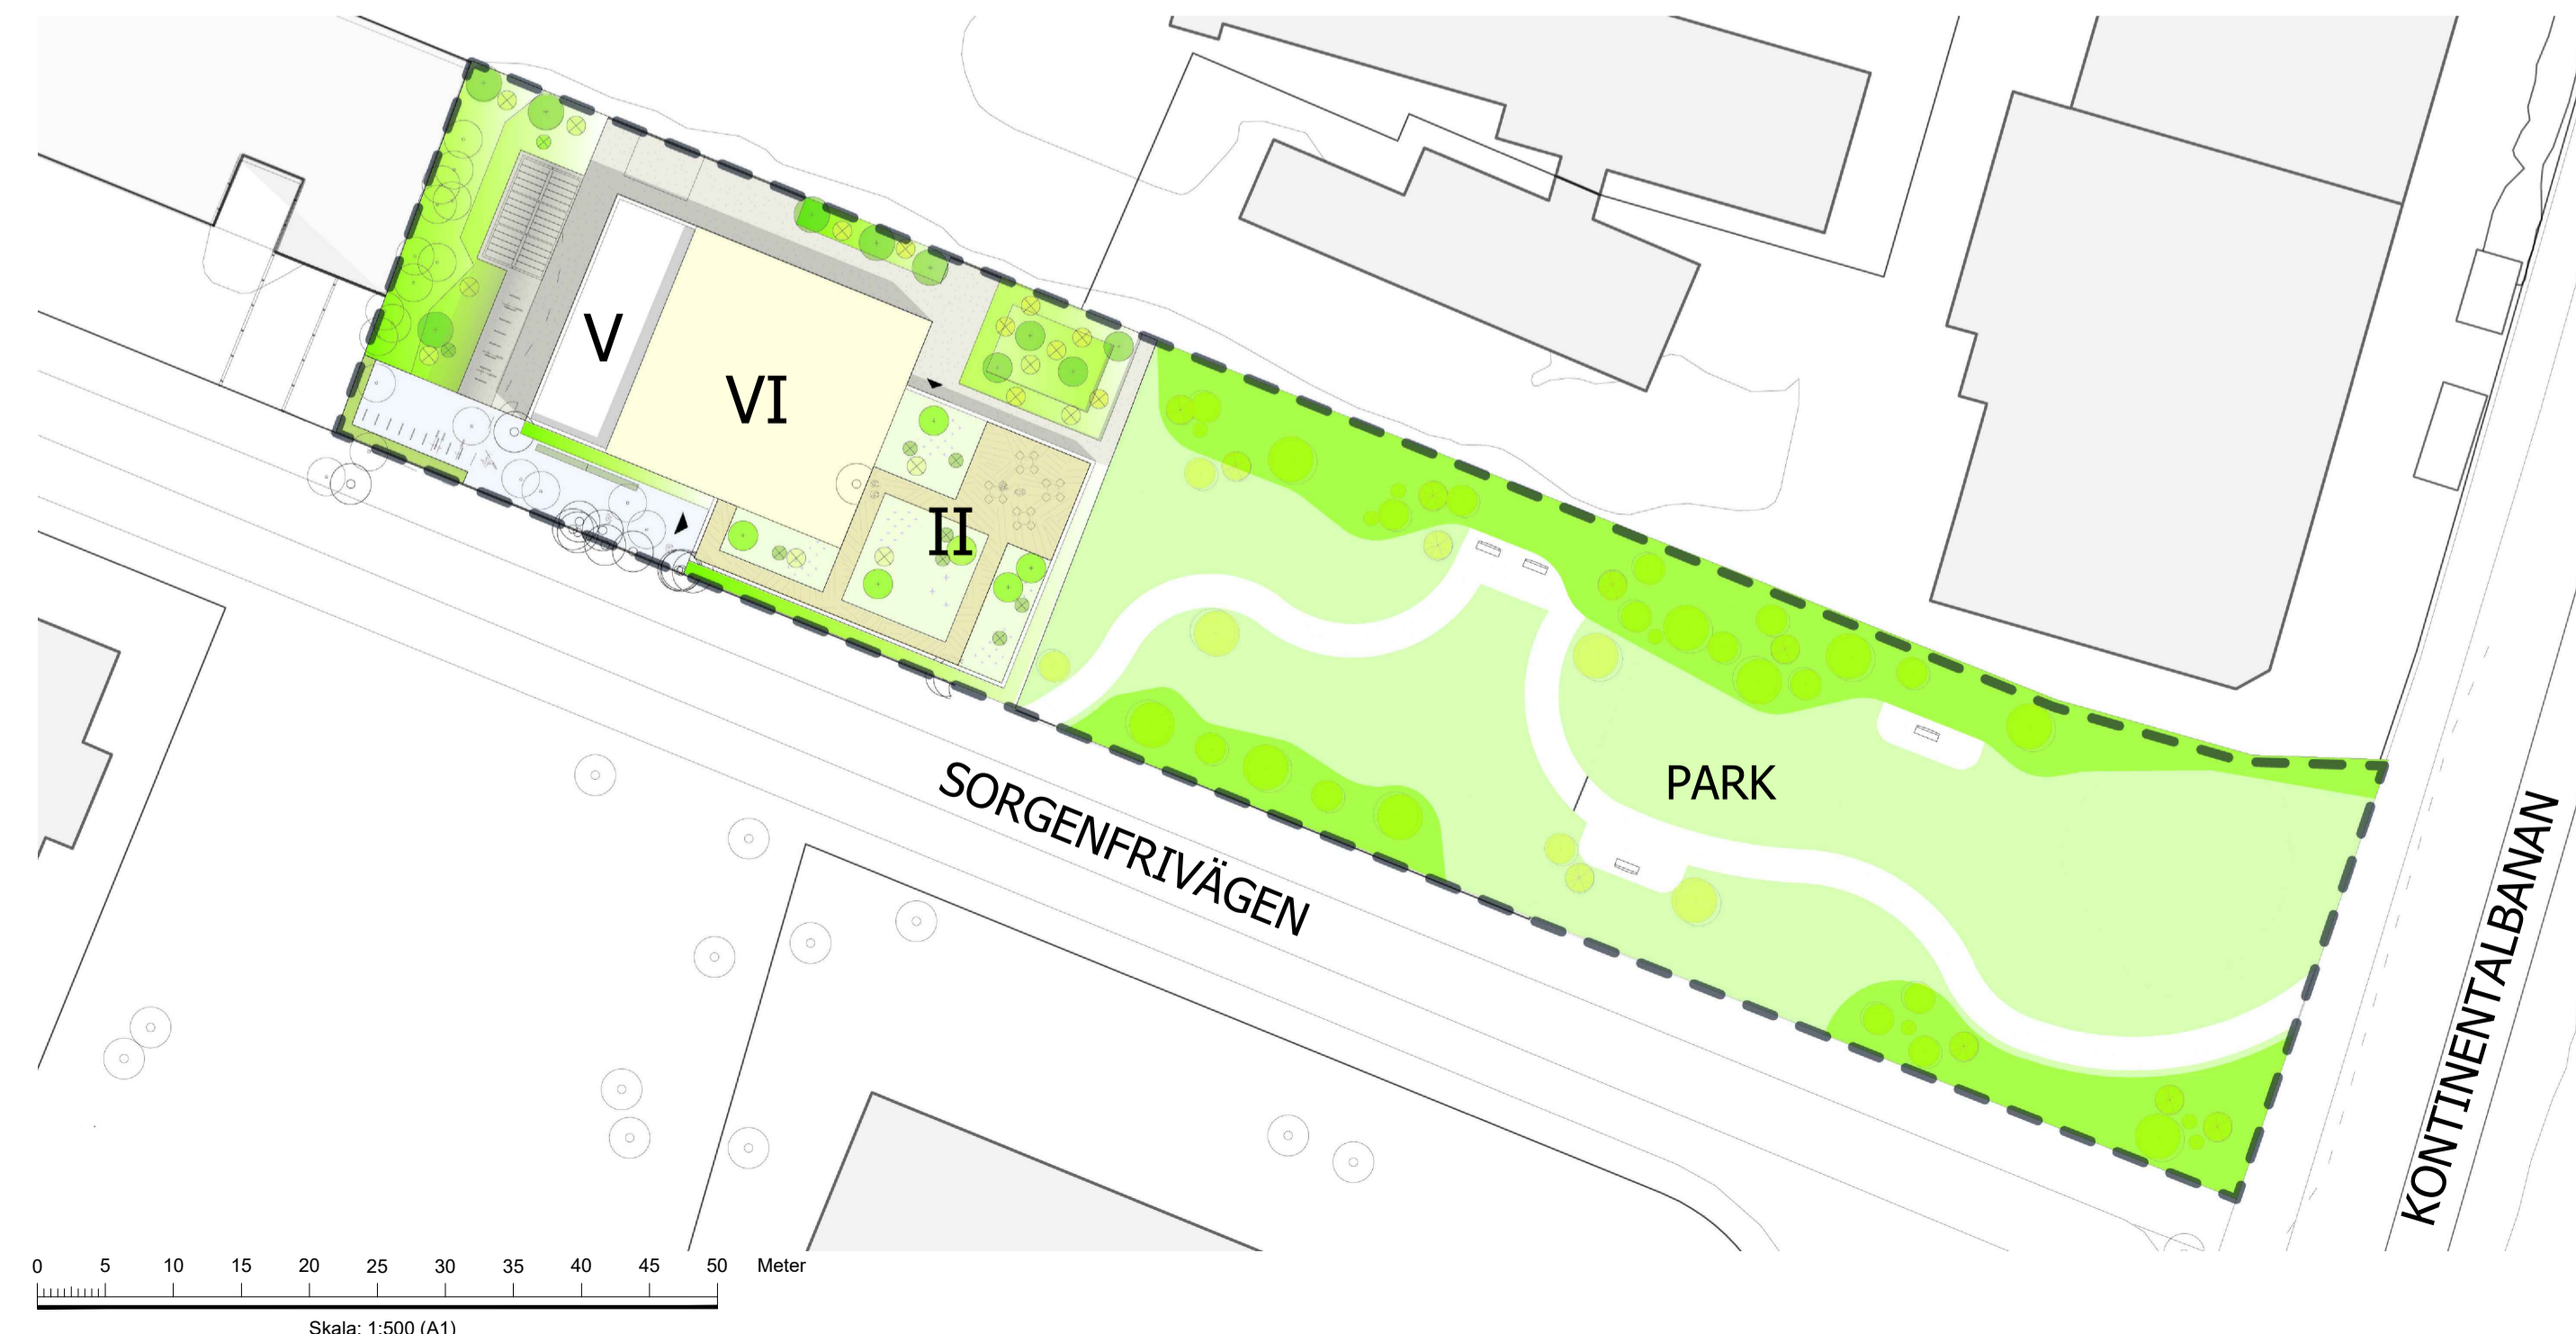 V
VI
II
PARK
SORGENFRIVÄGEN
KONTINENTALBANAN
0 5 10 15 20 25 30 35 40 45 50 Meter
Skala: 1:500 (A1)